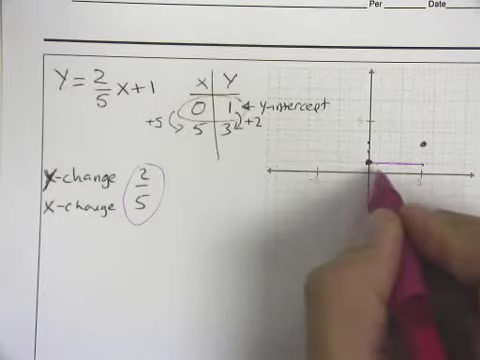 Per Date
y = 2/5 x + 1
x y
0 1 ← y-intercept
+5 5 3 +2
y-change 2
x-change 5